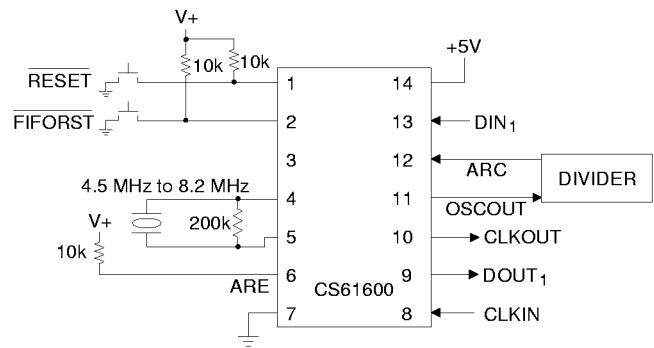 V+
+5V
10k
10k
RESET
1
14
FIFORST
2
13
DIN1
3
12
ARC
DIVIDER
4.5 MHz to 8.2 MHz
4
11
OSCOUT
200k
V+
5
10
CLKOUT
10k
6
9
DOUT1
ARE
CS61600
7
8
CLKIN